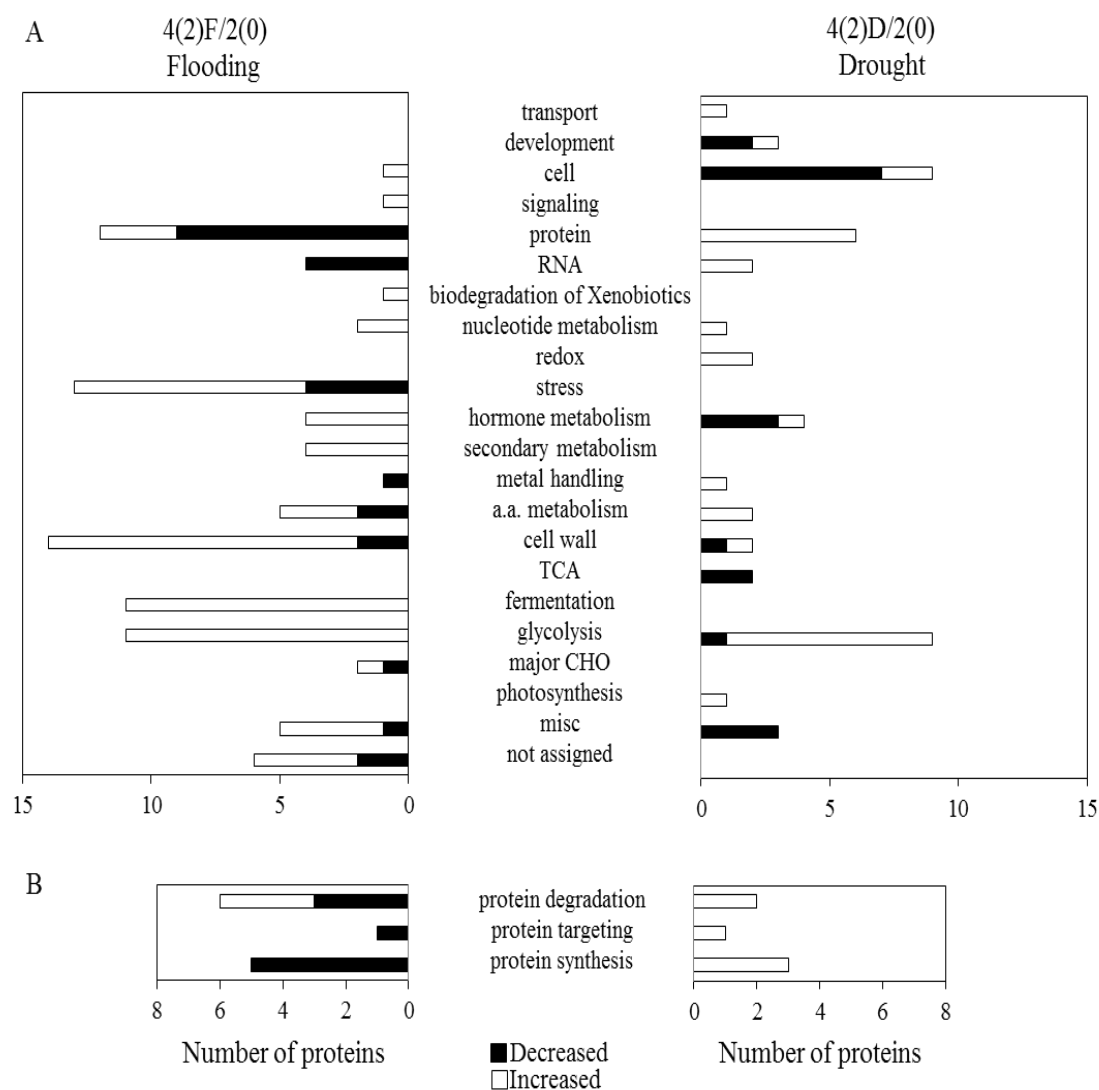 A
4(2)F/2(0)
Flooding
4(2)D/2(0)
Drought
transport
development
cell
signaling
protein
RNA
biodegradation of Xenobiotics
nucleotide metabolism
redox
stress
hormone metabolism
secondary metabolism
metal handling
a.a. metabolism
cell wall
TCA
fermentation
glycolysis
major CHO
photosynthesis
misc
not assigned
15 10 5 0
0 5 10 15
B
protein degradation
protein targeting
protein synthesis
8 6 4 2 0
0 2 4 6 8
Number of proteins
Number of proteins
Decreased
Increased